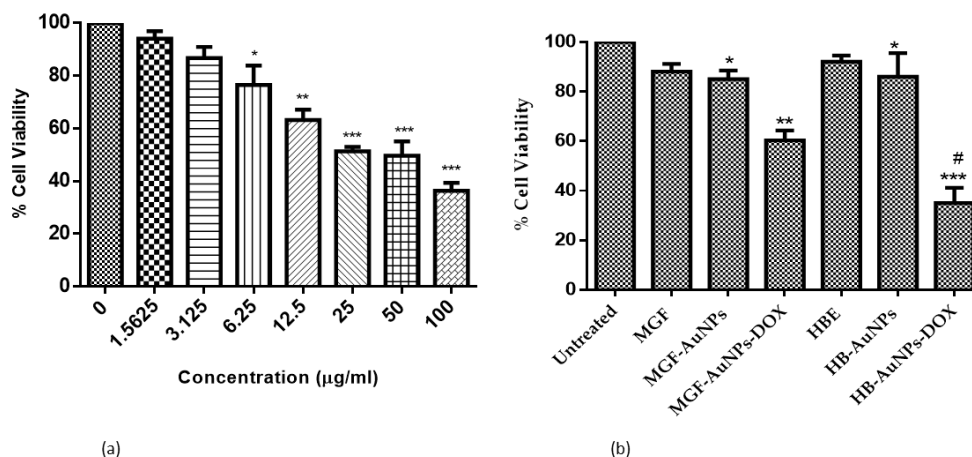 100
80
60
40
20
0
% Cell Viability
*
**
***
***
***
0
1.5625
3.125
6.25
12.5
25
50
100
Concentration (μg/ml)
(a)
100
80
60
40
20
0
% Cell Viability
*
**
*
#
***
Untreated
MGF
MGF-AuNPs
MGF-AuNPs-DOX
HBE
HB-AuNPs
HB-AuNPs-DOX
(b)